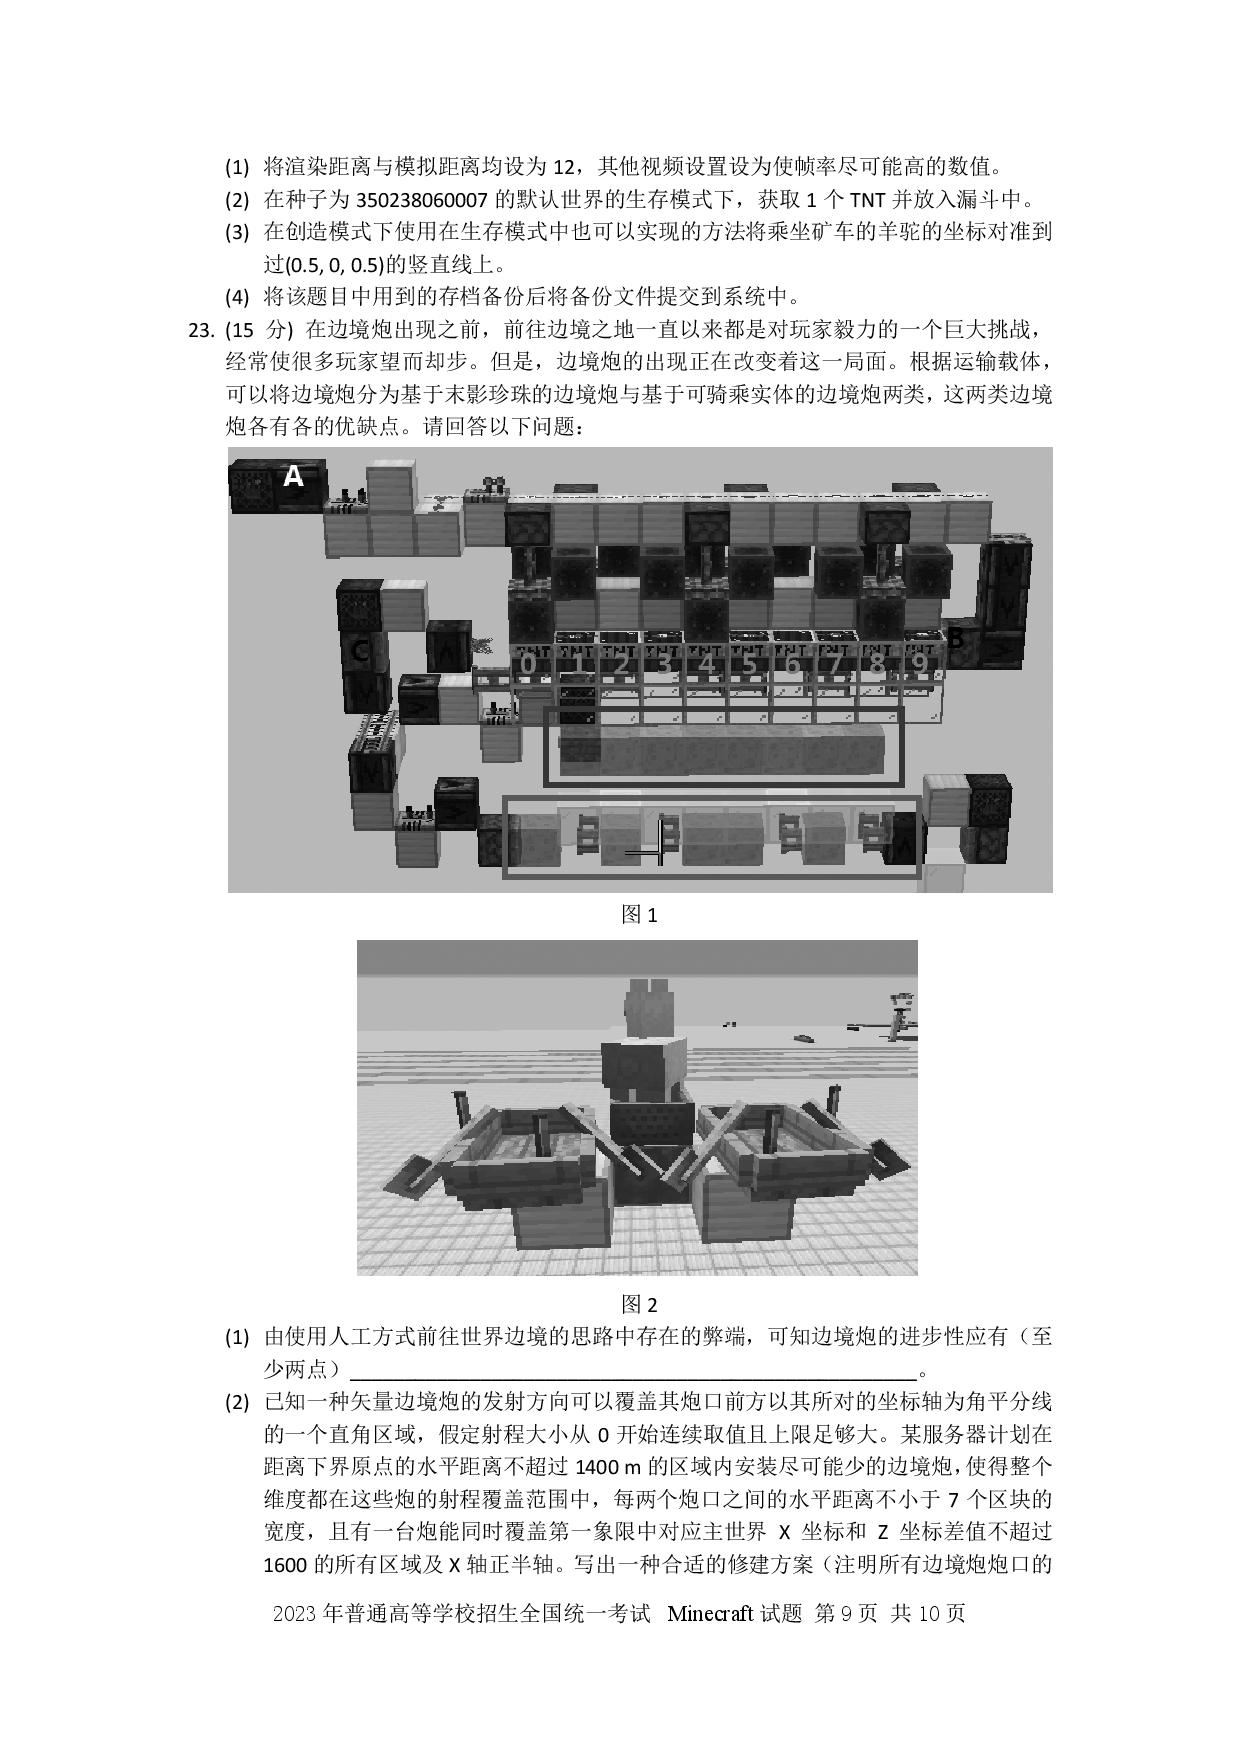 (1) 将渲染距离与模拟距离均设为 12，其他视频设置设为使帧率尽可能高的数值。
(2) 在种子为 350238060007 的默认世界的生存模式下，获取 1 个 TNT 并放入漏斗中。
(3) 在创造模式下使用在生存模式中也可以实现的方法将乘坐矿车的羊驼的坐标对准到
过(0.5, 0, 0.5)的竖直线上。
(4) 将该题目中用到的存档备份后将备份文件提交到系统中。
23. (15 分) 在边境炮出现之前，前往边境之地一直以来都是对玩家毅力的一个巨大挑战，
经常使很多玩家望而却步。但是，边境炮的出现正在改变着这一局面。根据运输载体，
可以将边境炮分为基于末影珍珠的边境炮与基于可骑乘实体的边境炮两类，这两类边境
炮各有各的优缺点。请回答以下问题：
A
B
C
0 1 2 3 4 5 6 7 8 9
图 1
图 2
(1) 由使用人工方式前往世界边境的思路中存在的弊端，可知边境炮的进步性应有（至
少两点）____________________________________________________。
(2) 已知一种矢量边境炮的发射方向可以覆盖其炮口前方以其所对的坐标轴为角平分线
的一个直角区域，假定射程大小从 0 开始连续取值且上限足够大。某服务器计划在
距离下界原点的水平距离不超过 1400 m 的区域内安装尽可能少的边境炮，使得整个
维度都在这些炮的射程覆盖范围中，每两个炮口之间的水平距离不小于 7 个区块的
宽度，且有一台炮能同时覆盖第一象限中对应主世界 X 坐标和 Z 坐标差值不超过
1600 的所有区域及 X 轴正半轴。写出一种合适的修建方案（注明所有边境炮炮口的
2023 年普通高等学校招生全国统一考试 Minecraft 试题 第 9 页 共 10 页